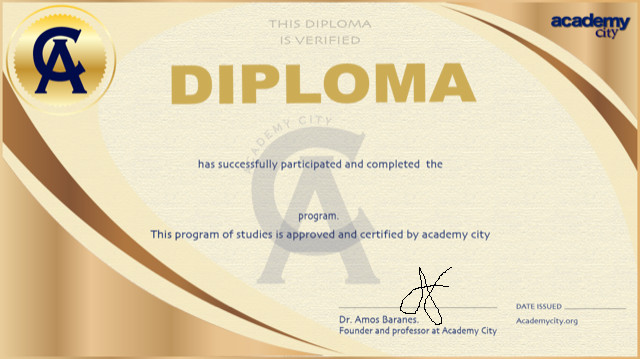 CA
THIS DIPLOMA
IS VERIFIED
academy
city
DIPLOMA
ACADEMY CITY
CA
has successfully participated and completed the
program.
This program of studies is approved and certified by academy city
DATE ISSUED
Dr. Amos Baranes.
Academycity.org
Founder and professor at Academy City